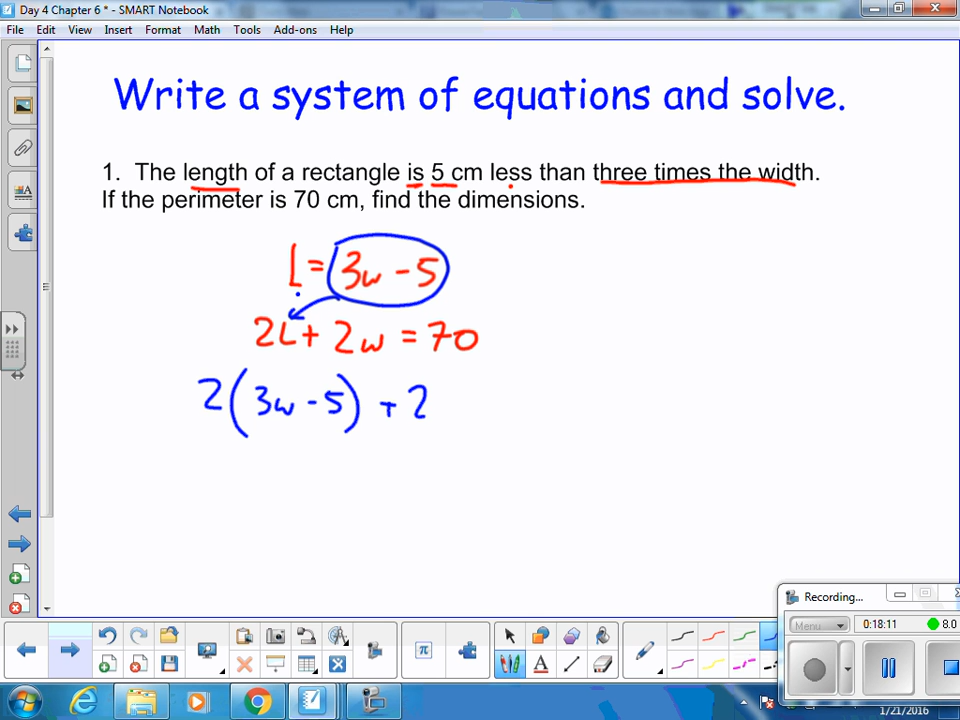 Day 4 Chapter 6 * - SMART Notebook
File Edit View Insert Format Math Tools Add-ons Help
Write a system of equations and solve.
1. The length of a rectangle is 5 cm less than three times the width.
If the perimeter is 70 cm, find the dimensions.
L = 3w - 5
2L + 2w = 70
2(3w - 5) + 2
Recording...
Menu 0:18:11 8.0
π
A
1/21/2016